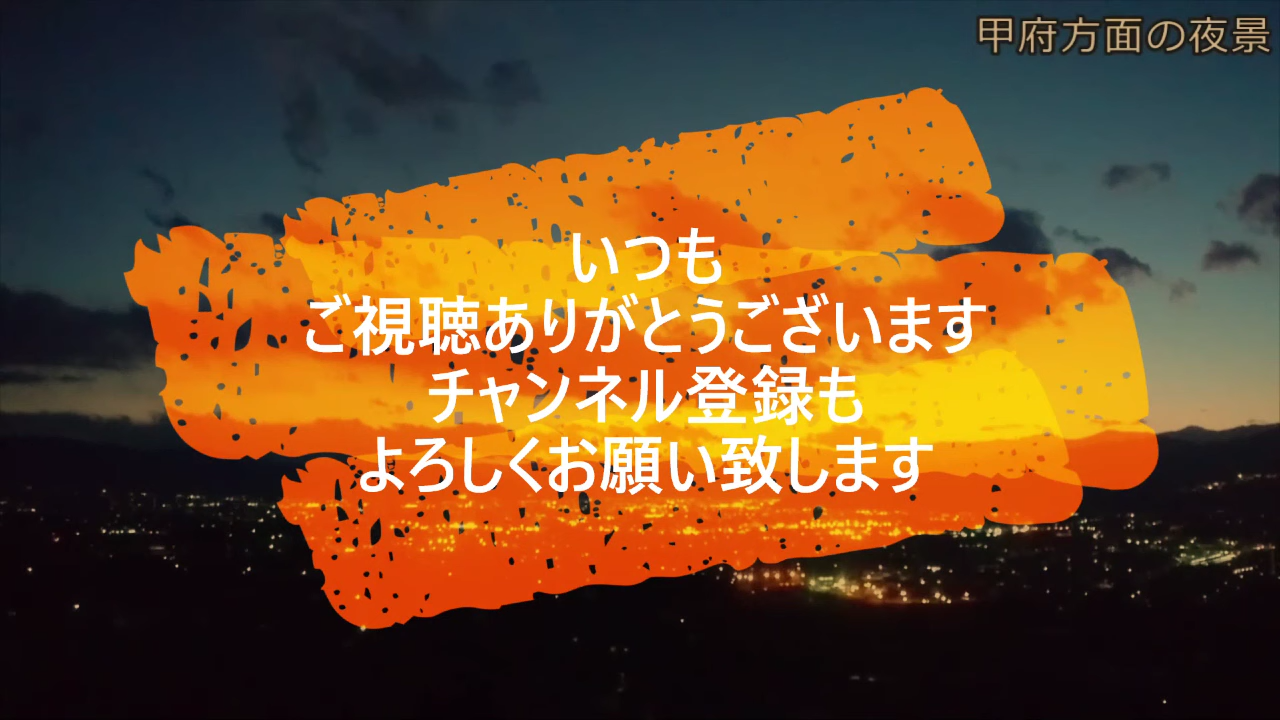 甲府方面の夜景
いつも
ご視聴ありがとうございます
チャンネル登録も
よろしくお願い致します